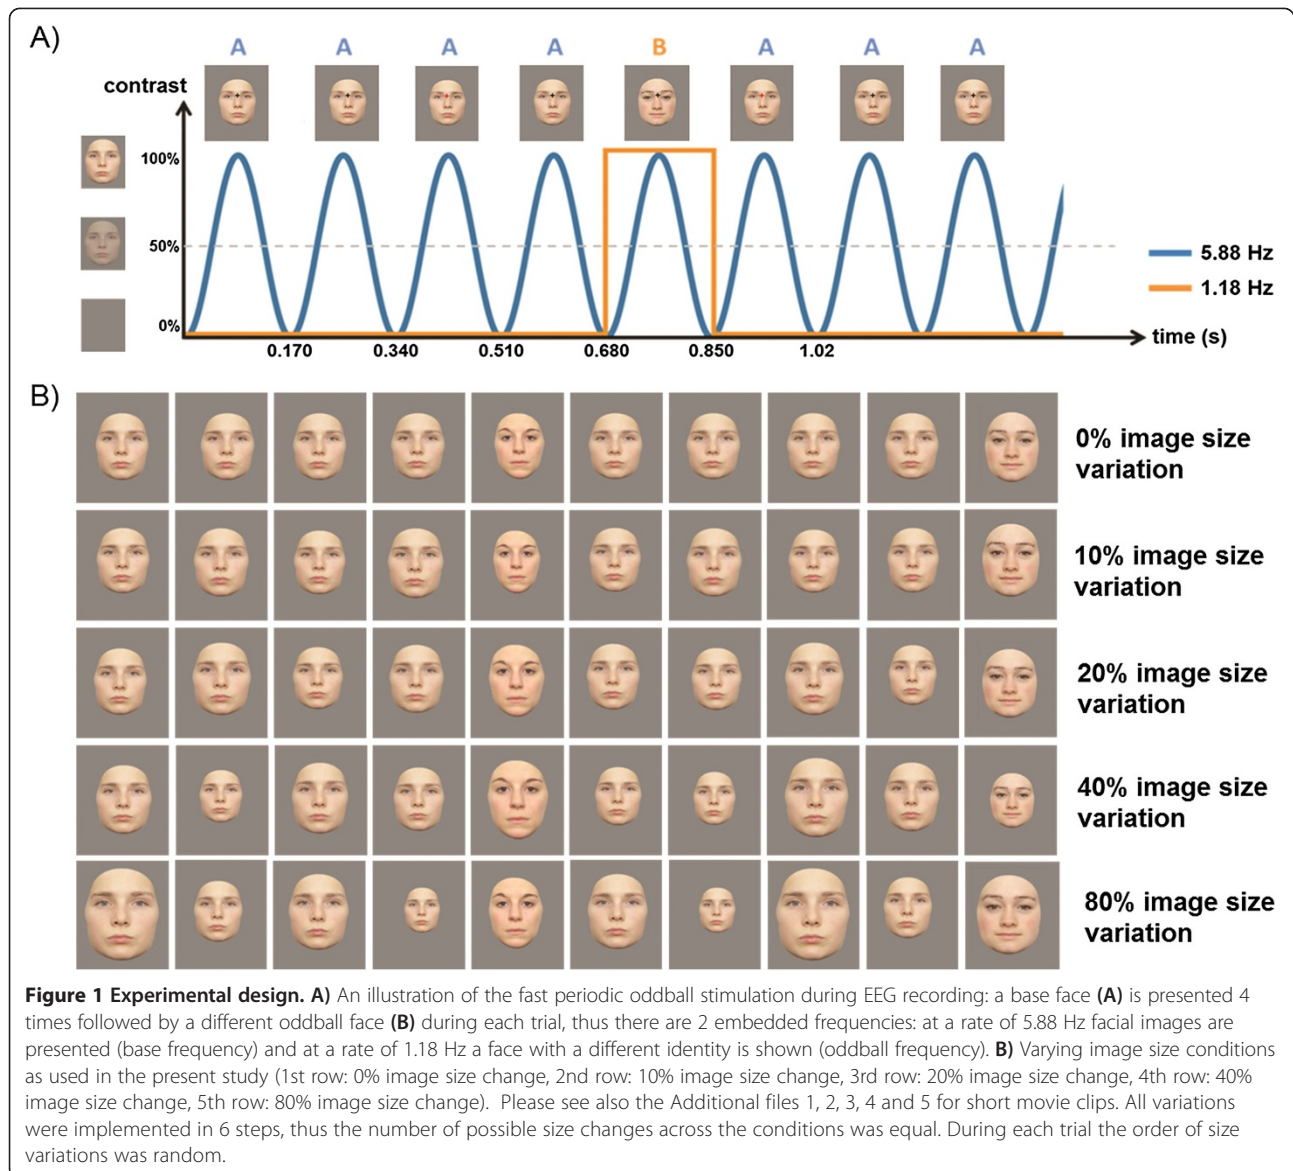 A)
A A A A B A A A
contrast
100%
50%
0%
5.88 Hz
1.18 Hz
time (s)
0.170 0.340 0.510 0.680 0.850 1.02
B)
0% image size
variation
10% image size
variation
20% image size
variation
40% image size
variation
80% image size
variation
Figure 1 Experimental design. A) An illustration of the fast periodic oddball stimulation during EEG recording: a base face (A) is presented 4
times followed by a different oddball face (B) during each trial, thus there are 2 embedded frequencies: at a rate of 5.88 Hz facial images are
presented (base frequency) and at a rate of 1.18 Hz a face with a different identity is shown (oddball frequency). B) Varying image size conditions
as used in the present study (1st row: 0% image size change, 2nd row: 10% image size change, 3rd row: 20% image size change, 4th row: 40%
image size change, 5th row: 80% image size change). Please see also the Additional files 1, 2, 3, 4 and 5 for short movie clips. All variations
were implemented in 6 steps, thus the number of possible size changes across the conditions was equal. During each trial the order of size
variations was random.